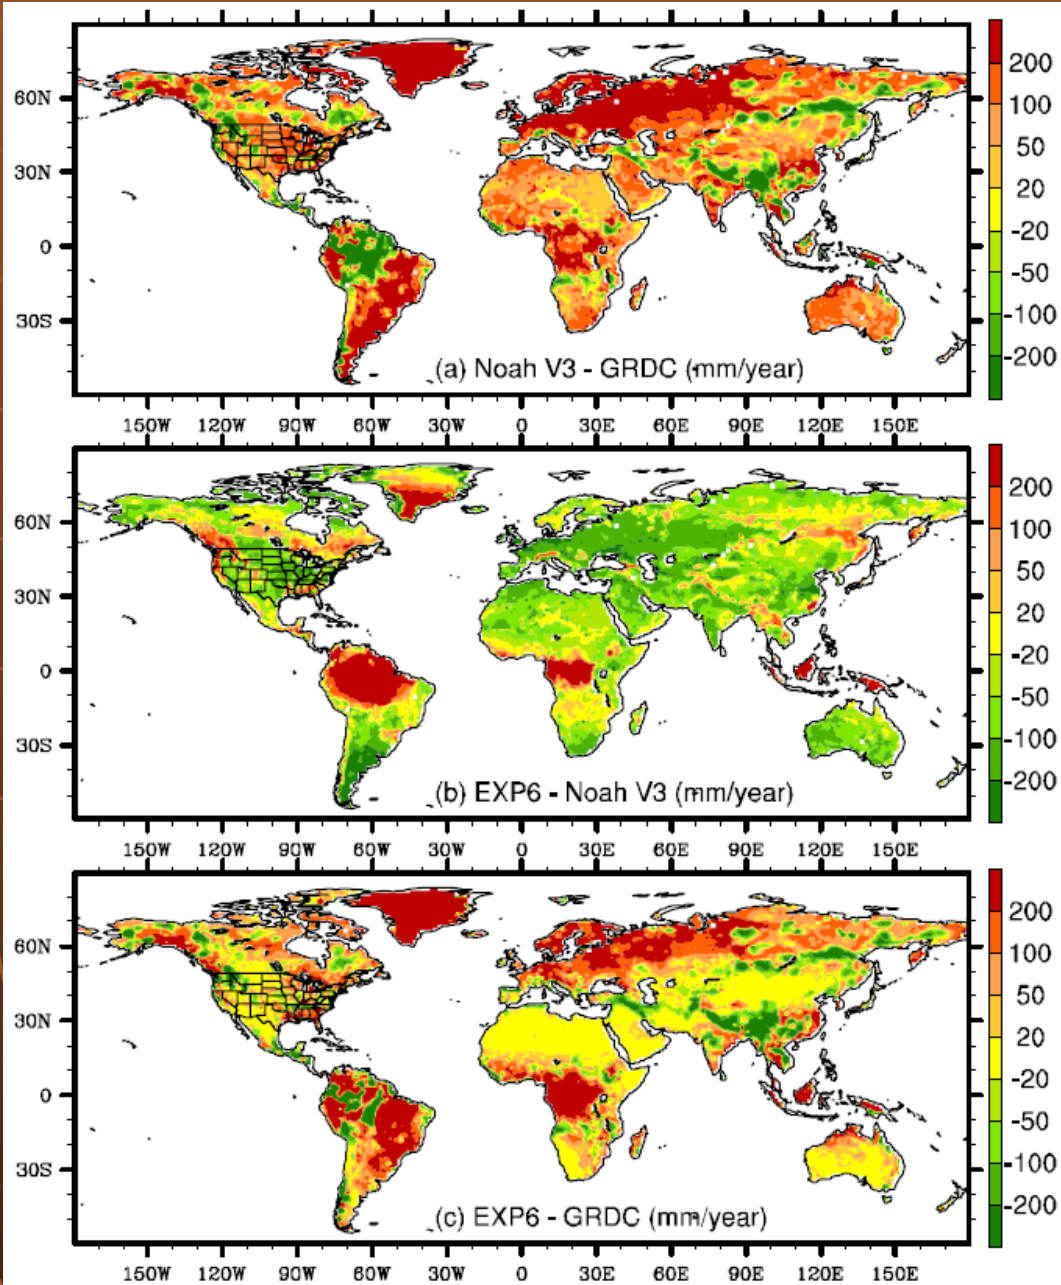 60N
30N
0
30S
200
100
50
20
-20
-50
-100
-200
(a) Noah V3 - GRDC (mm/year)
150W 120W 90W 60W 30W 0 30E 60E 90E 120E 150E
60N
30N
0
30S
200
100
50
20
-20
-50
-100
-200
(b) EXP6 - Noah V3 (mm/year)
150W 120W 90W 60W 30W 0 30E 60E 90E 120E 150E
60N
30N
0
30S
200
100
50
20
-20
-50
-100
-200
(c) EXP6 - GRDC (mm/year)
150W 120W 90W 60W 30W 0 30E 60E 90E 120E 150E